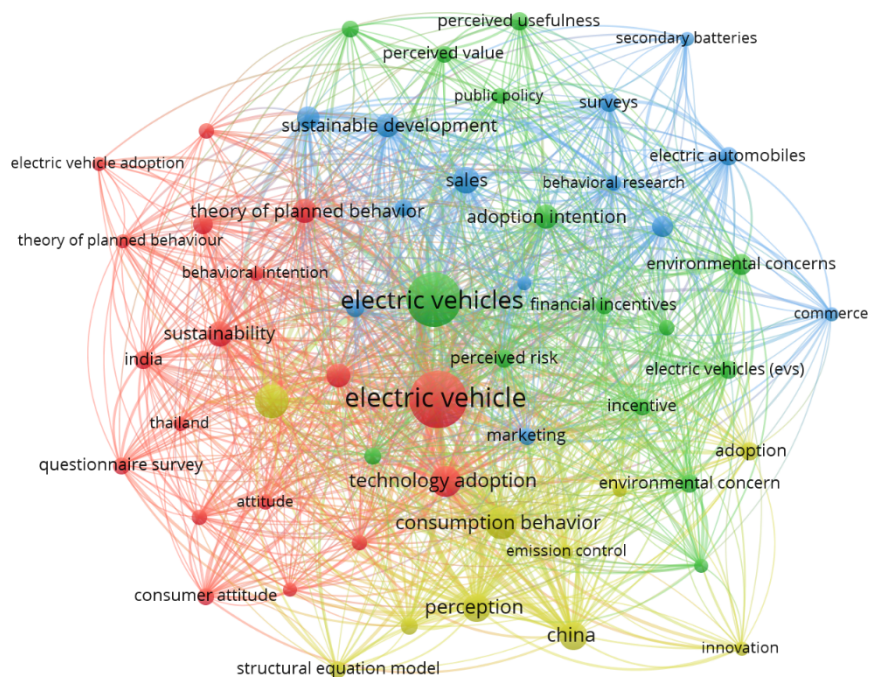 perceived usefulness
secondary batteries
perceived value
public policy
surveys
sustainable development
electric automobiles
electric vehicle adoption
sales
behavioral research
theory of planned behavior
adoption intention
theory of planned behaviour
environmental concerns
behavioral intention
electric vehicles
financial incentives
commerce
sustainability
india
perceived risk
electric vehicles (evs)
electric vehicle
incentive
thailand
marketing
adoption
questionnaire survey
technology adoption
environmental concern
attitude
consumption behavior
emission control
consumer attitude
perception
china
innovation
structural equation model